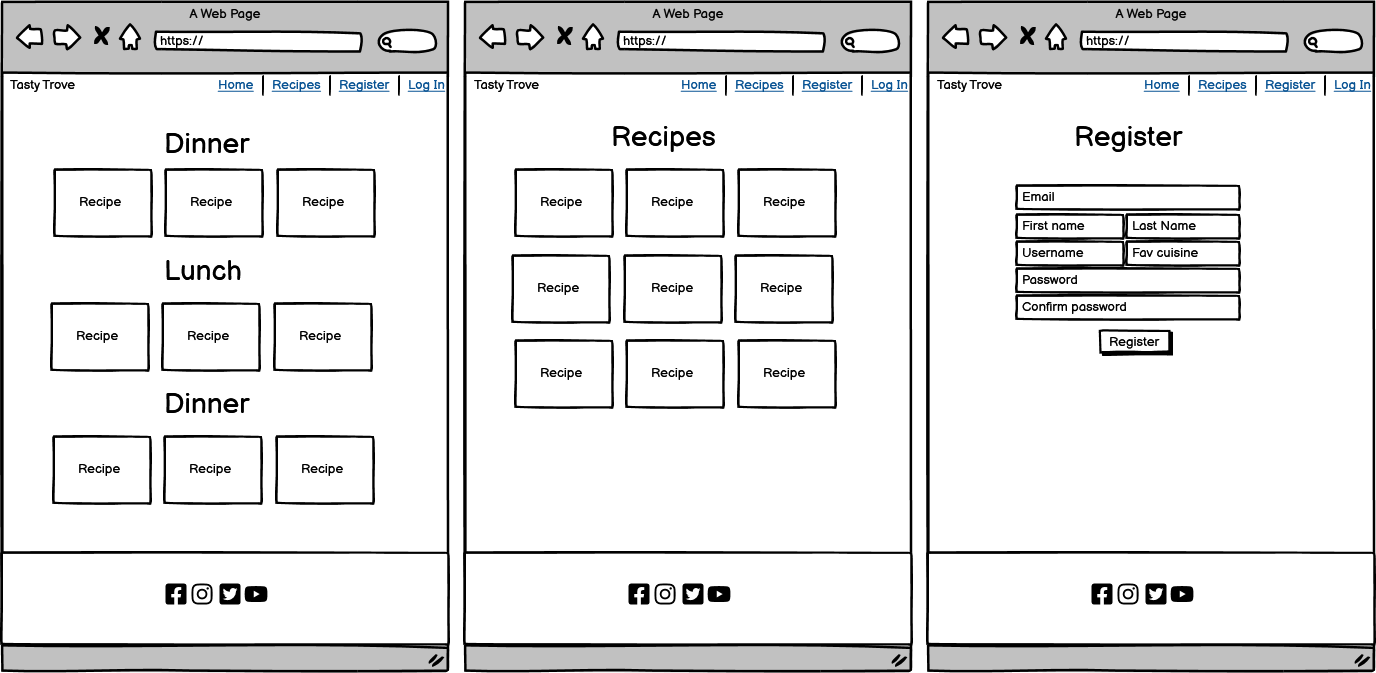 A Web Page
https://
Tasty Trove Home Recipes Register Log In
Dinner
Recipe Recipe Recipe
Lunch
Recipe Recipe Recipe
Dinner
Recipe Recipe Recipe
A Web Page
https://
Tasty Trove Home Recipes Register Log In
Recipes
Recipe Recipe Recipe
Recipe Recipe Recipe
Recipe Recipe Recipe
A Web Page
https://
Tasty Trove Home Recipes Register Log In
Register
Email
First name Last Name
Username Fav cuisine
Password
Confirm password
Register